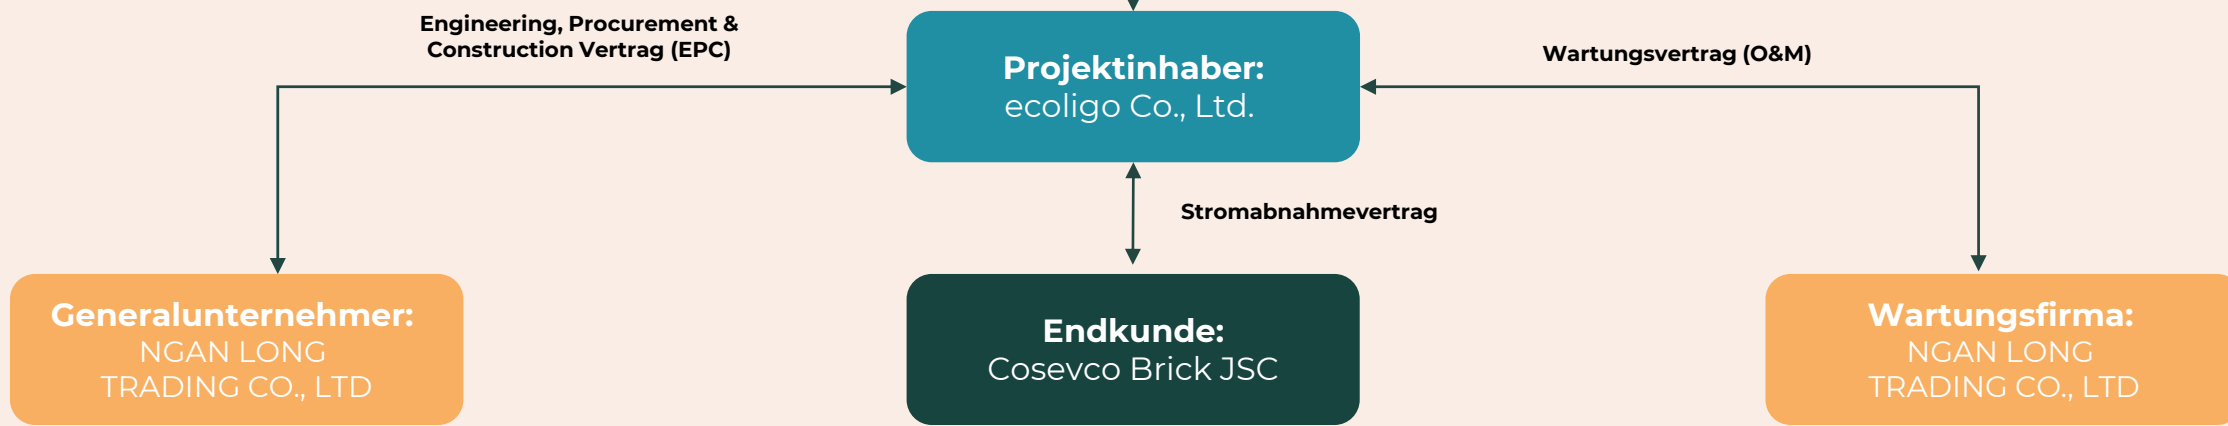 Engineering, Procurement &
Construction Vertrag (EPC)
Projektinhaber:
ecoligo Co., Ltd.
Wartungsvertrag (O&M)
Stromabnahmevertrag
Generalunternehmer:
NGAN LONG
TRADING CO., LTD
Endkunde:
Cosevco Brick JSC
Wartungsfirma:
NGAN LONG
TRADING CO., LTD